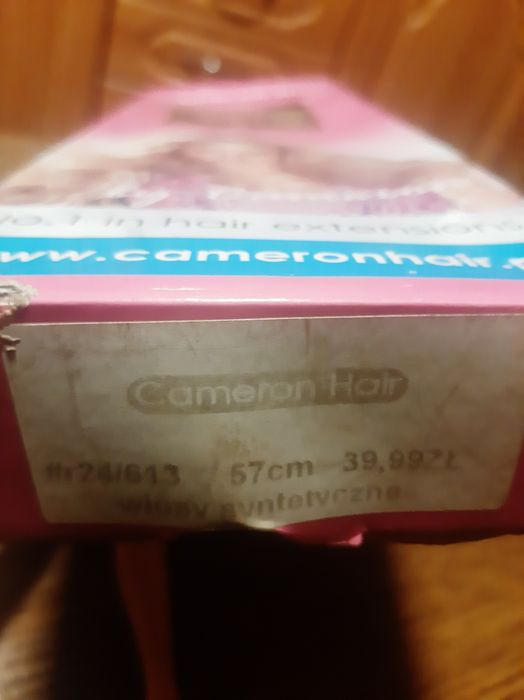 No.1 in hair extensions
www.cameronhair.
Cameron Hair
#r24/613 57cm 39,99ZŁ
włosy syntetyczne